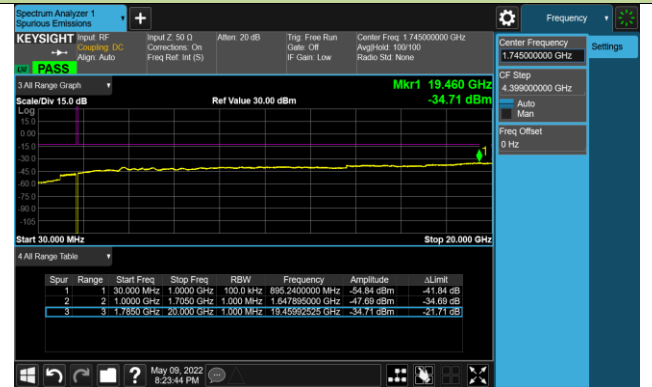 Spectrum Analyzer 1
Spurious Emissions
+
Frequency
KEYSIGHT Input: RF Input Z: 50 Ω Atten: 20 dB Trig: Free Run Center Freq: 1.745000000 GHz
Coupling: DC Corrections: On Gate: Off Avg|Hold: 100/100
Align: Auto Freq Ref: Int (S) IF Gain: Low Radio Std: None
PASS
Center Frequency
1.745000000 GHz
Settings
CF Step
4.399000000 GHz
Auto
Man
Freq Offset
0 Hz
3 All Range Graph
Mkr1 19.460 GHz
Scale/Div 15.0 dB Ref Value 30.00 dBm -34.71 dBm
Log
15.0
0.00
-15.0
-30.0
-45.0
-60.0
-75.0
-90.0
-105
1
Start 30.000 MHz Stop 20.000 GHz
4 All Range Table
Spur Range Start Freq Stop Freq RBW Frequency Amplitude ΔLimit
1 1 30.000 MHz 1.0000 GHz 100.0 kHz 895.2400000 MHz -54.84 dBm -41.84 dB
2 2 1.0000 GHz 1.7050 GHz 1.000 MHz 1.647895000 GHz -47.69 dBm -34.69 dB
3 3 1.7850 GHz 20.000 GHz 1.000 MHz 19.45992525 GHz -34.71 dBm -21.71 dB
?
May 09, 2022
8:23:44 PM